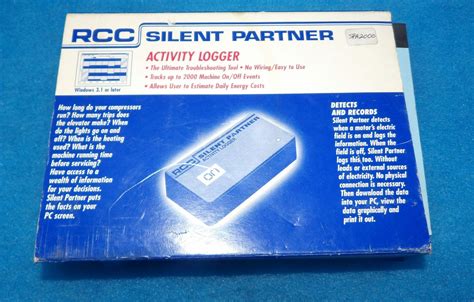 RCC SILENT PARTNER
SPA2000
ACTIVITY LOGGER
• The Ultimate Troubleshooting Tool • No Wiring/Easy to Use
• Tracks up to 2000 Machine On/Off Events
• Allows User to Estimate Daily Energy Costs
Windows 3.1 or later
How long do your compressors
run? How many trips does
the elevator make? When
do the lights go on and
off? When is the heating
used? What is the
machine running time
before servicing?
Have access to a
wealth of information
for your decisions.
Silent Partner puts
the facts on your
PC screen.
RCC SILENT PARTNER
ACTIVITY LOGGER
ON
DETECTS
AND RECORDS
Silent Partner detects
when a motor's electric
field is on and logs the
information. When the
field is off, Silent Partner
logs this too. Without
leads or external sources
of electricity. No physical
connection is necessary.
Then download the data
into your PC, view the
data graphically and
print it out.